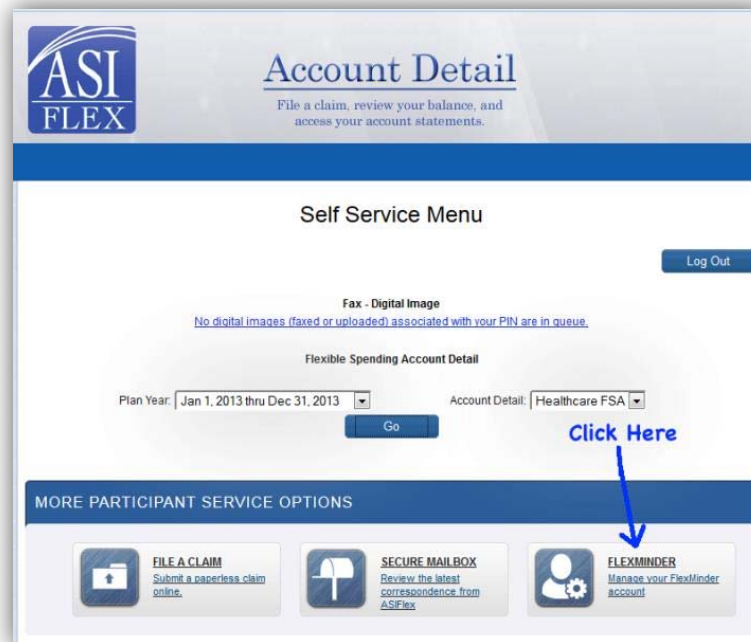 ASI
FLEX
Account Detail
File a claim, review your balance, and
access your account statements.
Self Service Menu
Log Out
Fax - Digital Image
No digital images (faxed or uploaded) associated with your PIN are in queue.
Flexible Spending Account Detail
Plan Year: Jan 1, 2013 thru Dec 31, 2013 Account Detail: Healthcare FSA
Go
Click Here
MORE PARTICIPANT SERVICE OPTIONS
FILE A CLAIM
Submit a paperless claim
online.
SECURE MAILBOX
Review the latest
correspondence from
ASIFlex
FLEXMINDER
Manage your FlexMinder
account